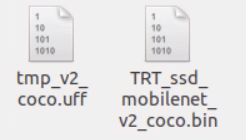 1
10
101
1010
1
10
101
1010
tmp_v2_
coco.uff
TRT_ssd_
mobilenet_
v2_coco.bin